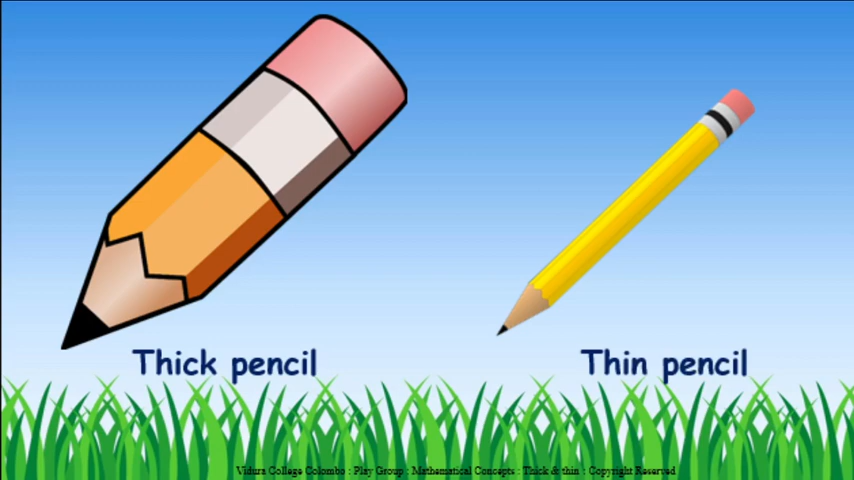 Thick pencil
Thin pencil
Vidura College Colombo : Play Group : Mathematical Concepts : Thick & thin : Copyright Reserved